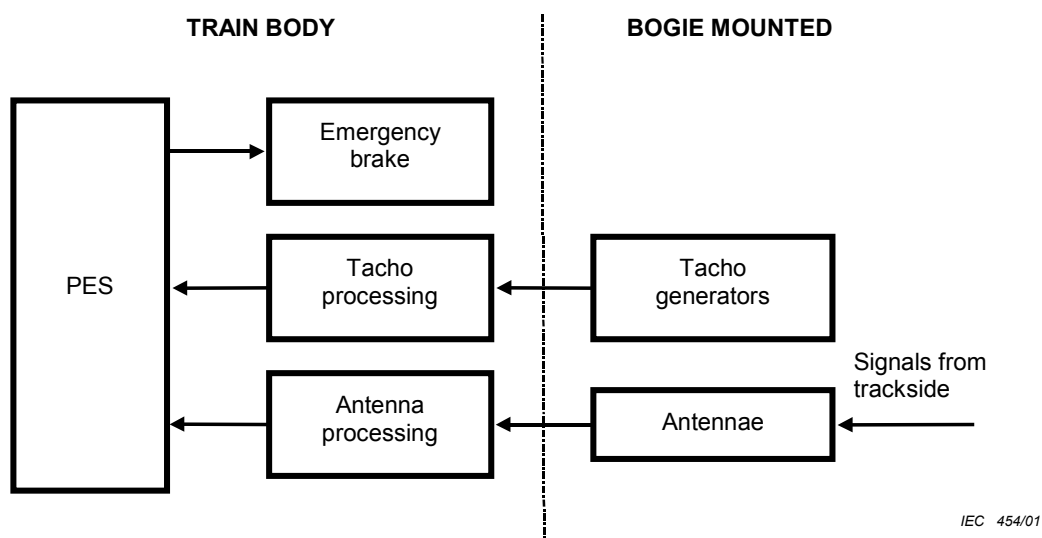 TRAIN BODY
BOGIE MOUNTED
Emergency
brake
PES
Tacho
processing
Tacho
generators
Signals from
trackside
Antenna
processing
Antennae
IEC 454/01